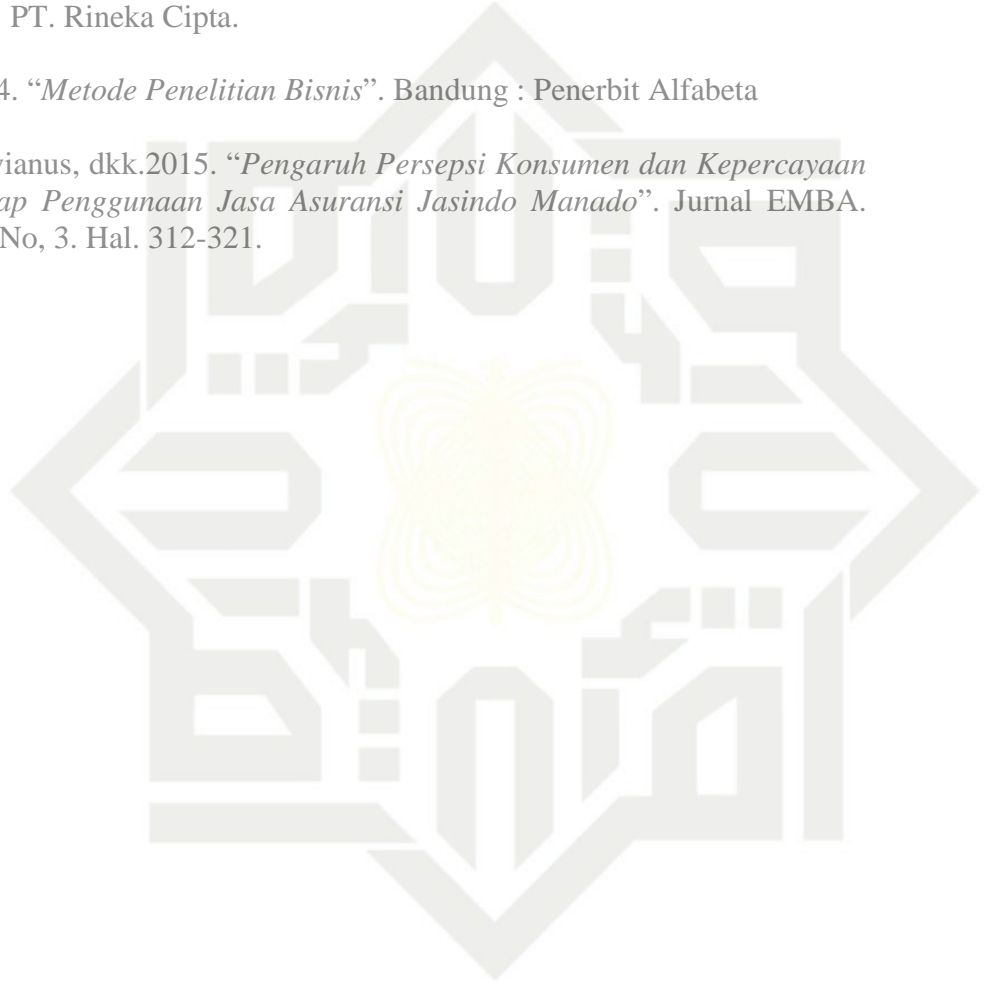 PT. Rineka Cipta.
4. “Metode Penelitian Bisnis”. Bandung : Penerbit Alfabeta
vianus, dkk.2015. “Pengaruh Persepsi Konsumen dan Kepercayaan
ap Penggunaan Jasa Asuransi Jasindo Manado”. Jurnal EMBA.
No, 3. Hal. 312-321.